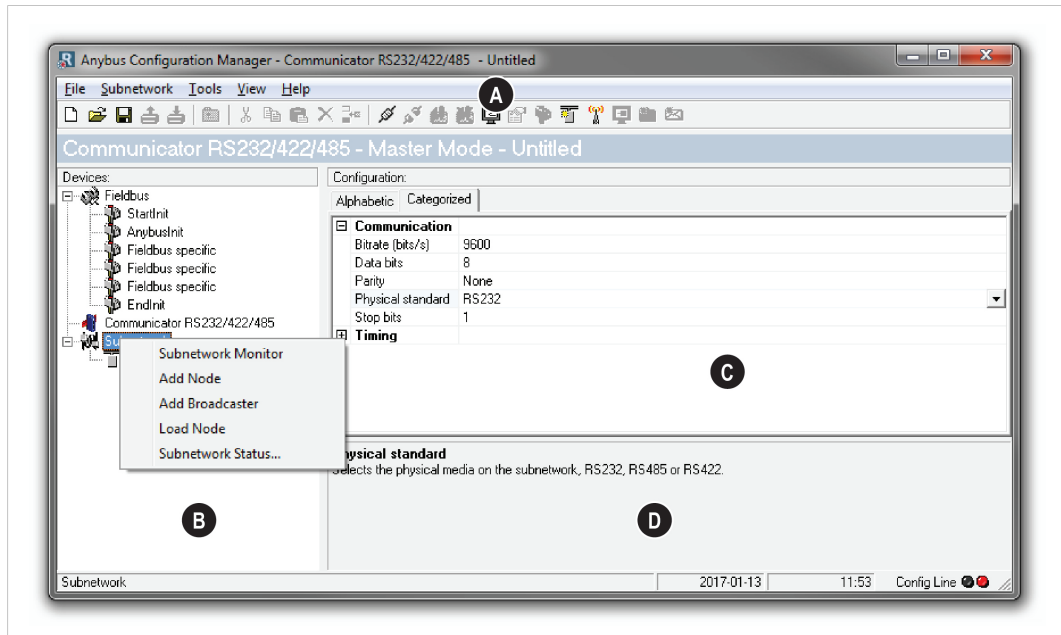 Anybus Configuration Manager - Communicator RS232/422/485 - Untitled
File Subnetwork Tools View Help
A
Communicator RS232/422/485 - Master Mode - Untitled
Devices:
Fieldbus
StartInit
AnybusInit
Fieldbus specific
Fieldbus specific
Fieldbus specific
EndInit
Communicator RS232/422/485
Subnetwork Monitor
Add Node
Add Broadcaster
Load Node
Subnetwork Status...
B
Configuration:
Alphabetic Categorized
Communication
Bitrate (bits/s) 9600
Data bits 8
Parity None
Physical standard RS232
Stop bits 1
Timing
C
standard
the physical media on the subnetwork, RS232, RS485 or RS422.
D
Subnetwork 2017-01-13 11:53 Config Line